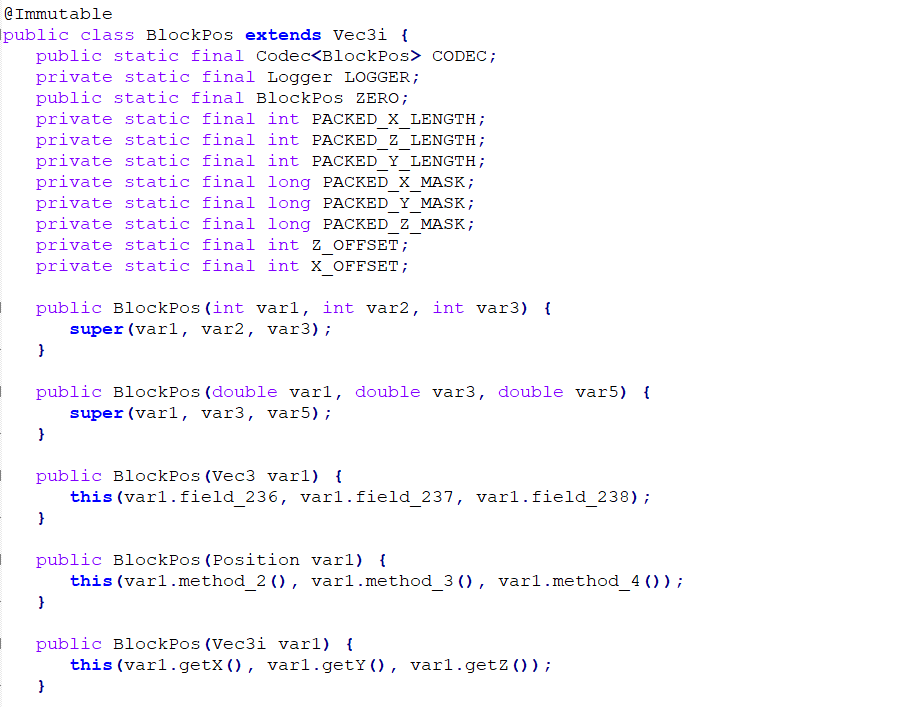 @Immutable
public class BlockPos extends Vec3i {
public static final Codec<BlockPos> CODEC;
private static final Logger LOGGER;
public static final BlockPos ZERO;
private static final int PACKED_X_LENGTH;
private static final int PACKED_Z_LENGTH;
private static final int PACKED_Y_LENGTH;
private static final long PACKED_X_MASK;
private static final long PACKED_Y_MASK;
private static final long PACKED_Z_MASK;
private static final int Z_OFFSET;
private static final int X_OFFSET;
public BlockPos(int var1, int var2, int var3) {
super(var1, var2, var3);
}
public BlockPos(double var1, double var3, double var5) {
super(var1, var3, var5);
}
public BlockPos(Vec3 var1) {
this(var1.field_236, var1.field_237, var1.field_238);
}
public BlockPos(Position var1) {
this(var1.method_2(), var1.method_3(), var1.method_4());
}
public BlockPos(Vec3i var1) {
this(var1.getX(), var1.getY(), var1.getZ());
}